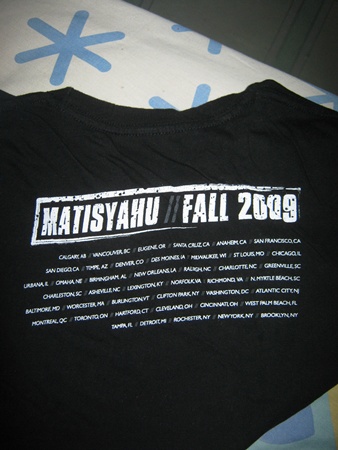 MATISYAHU // FALL 2009
CALGARY, AB // VANCOUVER, BC // EUGENE, OR // SANTA CRUZ, CA // ANAHEIM, CA // SAN FRANCISCO, CA
SAN DIEGO, CA // TEMPE, AZ // DENVER, CO // DES MOINES, IA // MILWAUKEE, WI // ST LOUIS, MO // CHICAGO, IL
URBANA, IL // OMAHA, NE // BIRMINGHAM, AL // NEW ORLEANS, LA // RALEIGH, NC // CHARLOTTE, NC // GREENVILLE, SC
CHARLESTON, SC // ASHEVILLE, NC // LEXINGTON, KY // NORFOLK, VA // RICHMOND, VA // N, MYRTLE BEACH, SC
BALTIMORE, MD // WORCESTER, MA // BURLINGTON, VT // CLIFTON PARK, NY // WASHINGTON, DC // ATLANTIC CITY, NJ
MONTREAL, QC // TORONTO, ON // HARTFORD, CT // CLEVELAND, OH // CINCINNATI, OH // WEST PALM BEACH, FL
TAMPA, FL // DETROIT, MI // ROCHESTER, NY // NEW YORK, NY // BROOKLYN, NY